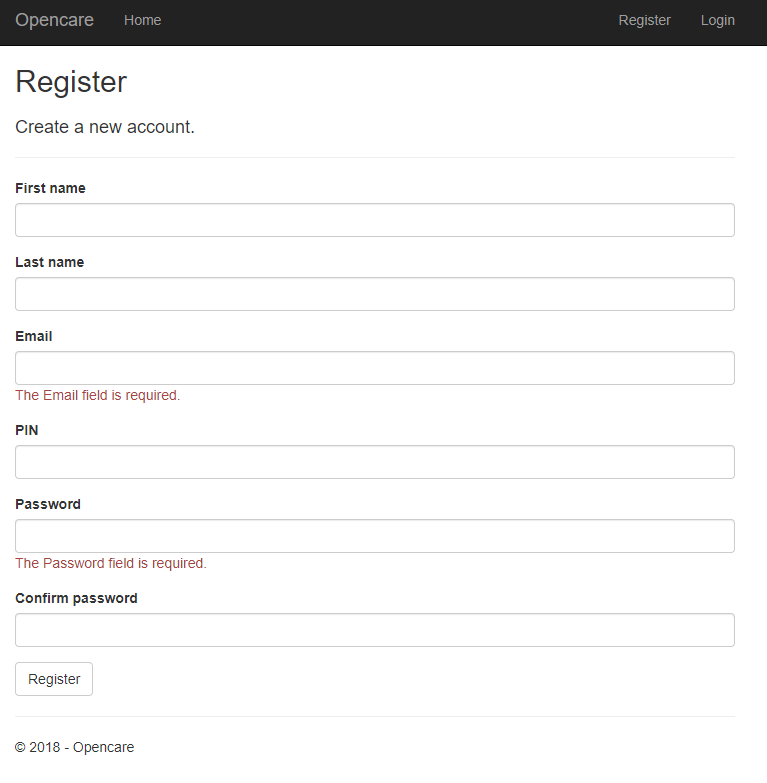 Opencare Home Register Login
Register
Create a new account.
First name
Last name
Email
The Email field is required.
PIN
Password
The Password field is required.
Confirm password
Register
© 2018 - Opencare